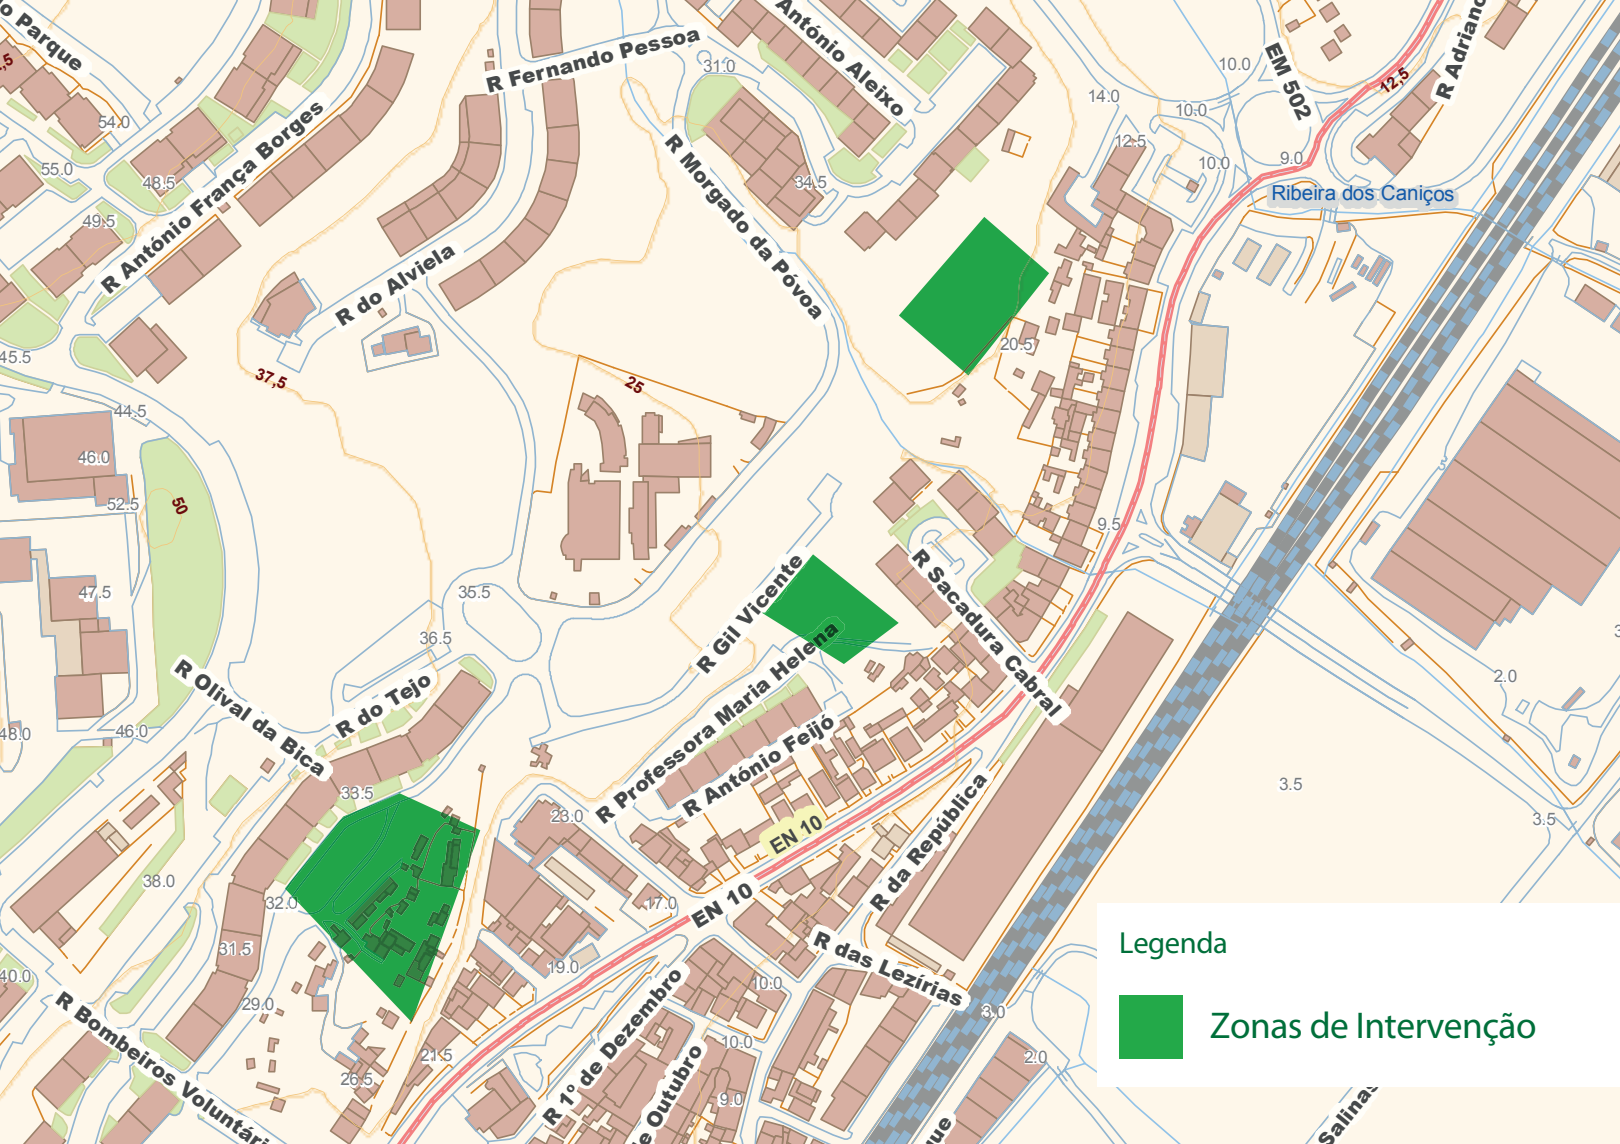 o Parque
,5
54.0
55.0
48.5
49.5
R António França Borges
R Fernando Pessoa
31.0
António Aleixo
R Morgado da Póvoa
34.5
14.0
12.5
10.0
10.0
10.0
9.0
EM 502
12,5
R Adriano
Ribeira dos Caniços
R do Alviela
45.5
37,5
25
20.5
44.5
46.0
52.5
50
9.5
47.5
35.5
36.5
R Gil Vicente
R Sacadura Cabral
R Olival da Bica
R do Tejo
48.0
46.0
R Professora Maria Helena
R António Feijó
2.0
3.5
3.5
33.5
23.0
EN 10
R da República
38.0
32.0
17.0
EN 10
31.5
19.0
R das Lezírias
40.0
29.0
10.0
3.0
R Bombeiros Voluntári
21.5
26.5
10.0
2.0
R 1º de Dezembro
e Outubro
9.0
que
Salinas
Legenda
Zonas de Intervenção